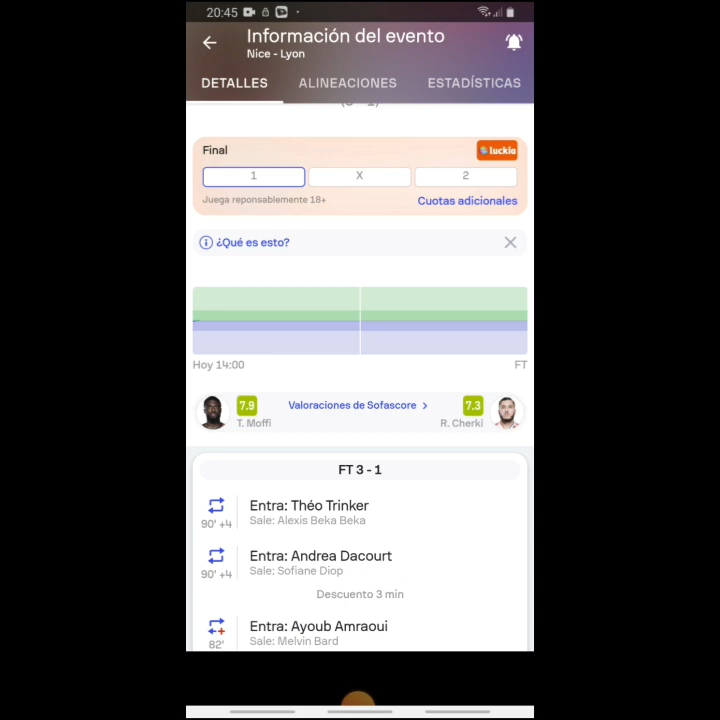 20:45
Información del evento
Nice - Lyon
DETALLES ALINEACIONES ESTADÍSTICAS
Final luckia
1 X 2
Juega reponsablemente 18+ Cuotas adicionales
¿Qué es esto?
Hoy 14:00 FT
7.9 Valoraciones de Sofascore 7.3
T. Moffi R. Cherki
FT 3 - 1
Entra: Théo Trinker
90' +4 Sale: Alexis Beka Beka
Entra: Andrea Dacourt
90' +4 Sale: Sofiane Diop
Descuento 3 min
Entra: Ayoub Amraoui
82' Sale: Melvin Bard